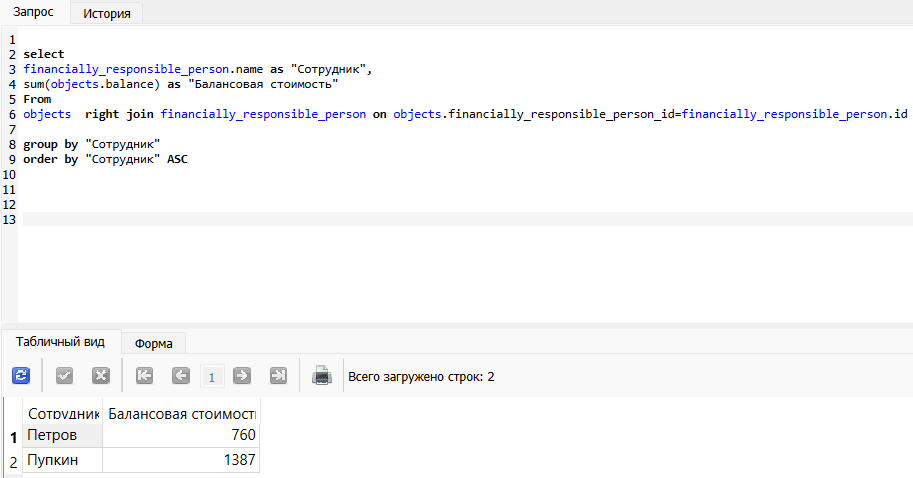 Запрос История
1
2 select
3 financially_responsible_person.name as "Сотрудник",
4 sum(objects.balance) as "Балансовая стоимость"
5 From
6 objects  right join financially_responsible_person on objects.financially_responsible_person_id=financially_responsible_person.id
7
8 group by "Сотрудник"
9 order by "Сотрудник" ASC
10
11
12
13
Табличный вид Форма
1 Всего загружено строк: 2
Сотрудник Балансовая стоимость
1 Петров 760
2 Пупкин 1387